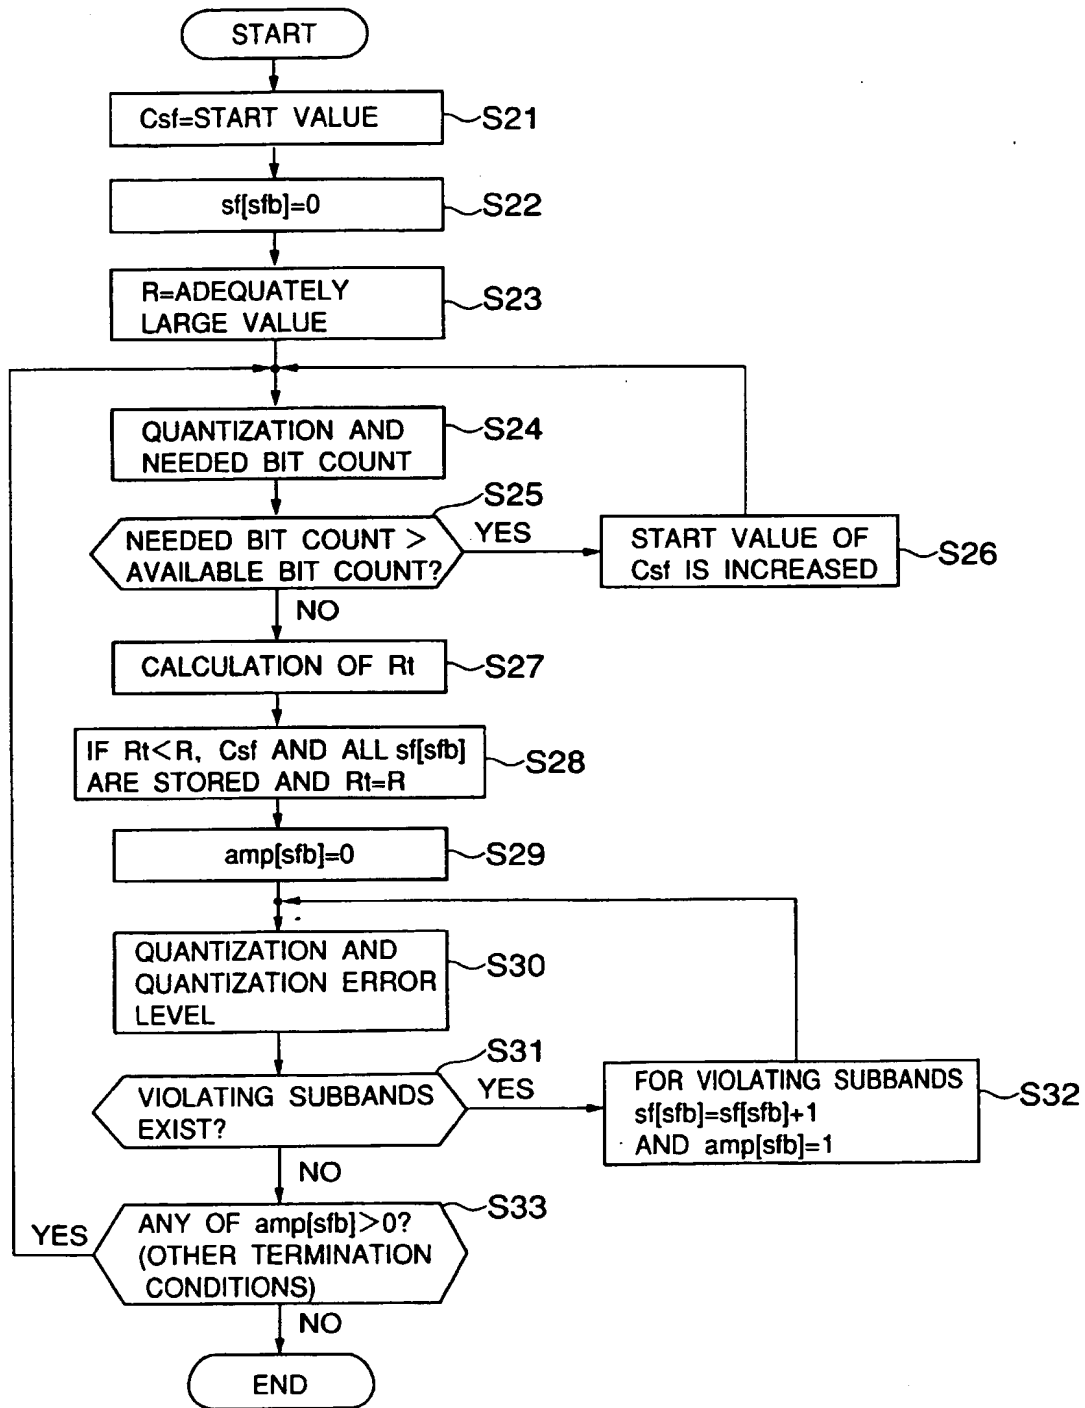 START
Csf=START VALUE
S21
sf[sfb]=0
S22
R=ADEQUATELY
LARGE VALUE
S23
QUANTIZATION AND
NEEDED BIT COUNT
S24
S25
NEEDED BIT COUNT >
AVAILABLE BIT COUNT?
YES
START VALUE OF
Csf IS INCREASED
S26
NO
CALCULATION OF Rt
S27
IF Rt<R, Csf AND ALL sf[sfb]
ARE STORED AND Rt=R
S28
amp[sfb]=0
S29
QUANTIZATION AND
QUANTIZATION ERROR
LEVEL
S30
S31
VIOLATING SUBBANDS
EXIST?
YES
FOR VIOLATING SUBBANDS
sf[sfb]=sf[sfb]+1
AND amp[sfb]=1
S32
NO
S33
YES
ANY OF amp[sfb]>0?
(OTHER TERMINATION
CONDITIONS)
NO
END